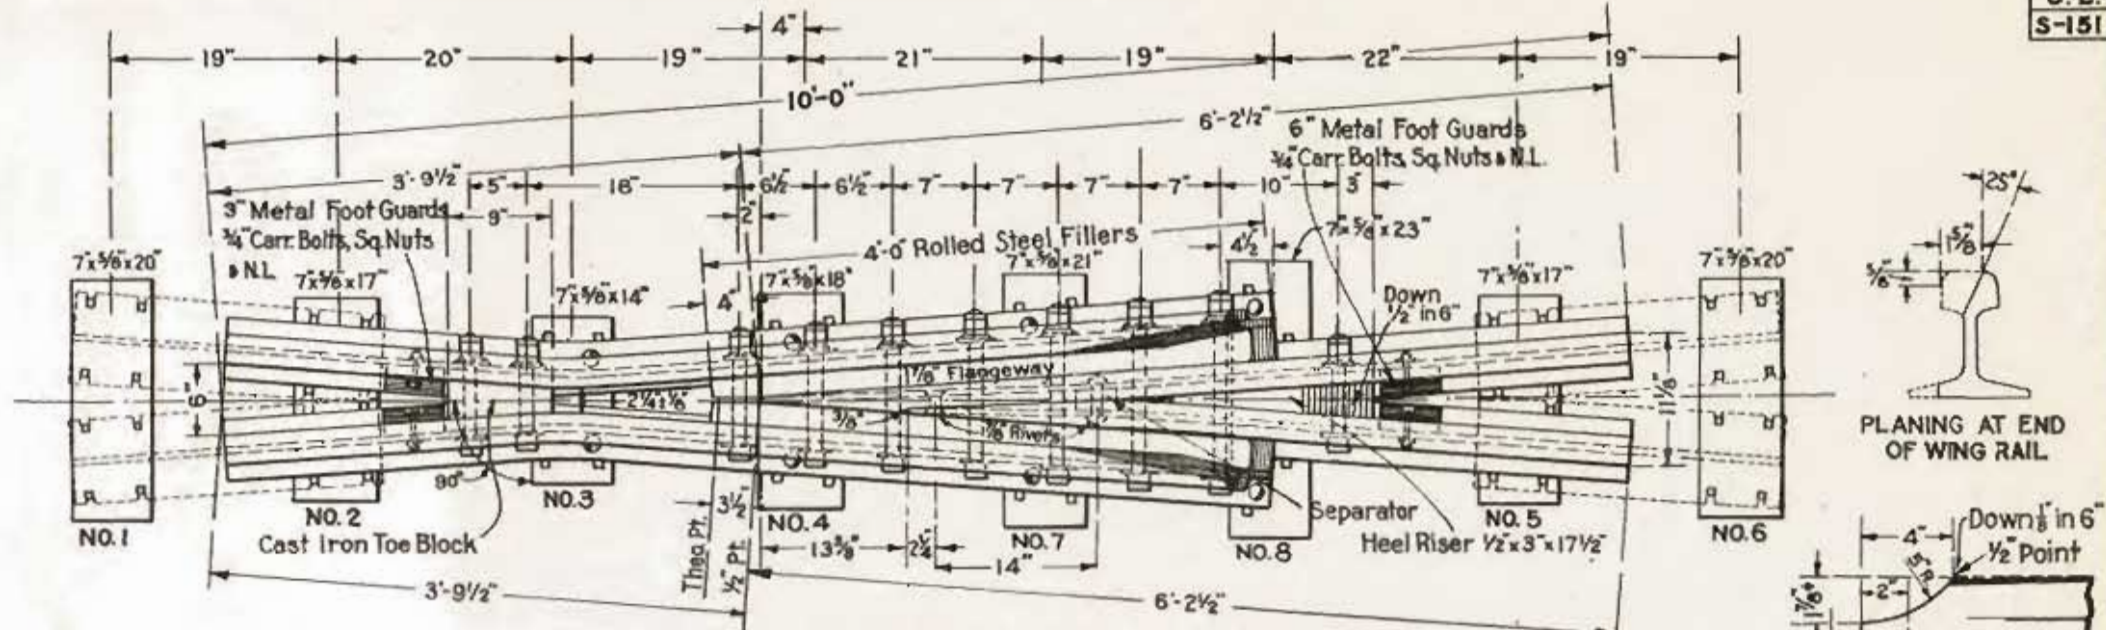 S-151
4"
19" 20" 19" 21" 19" 22" 19"
10'-0"
6'-2½"
6" Metal Foot Guards
¾" Carr. Bolts, Sq. Nuts & N.L.
3'-9½" 5" 16" 6½" 6½" 7" 7" 7" 7" 10" 3"
9" 2"
3" Metal Foot Guards
¾" Carr. Bolts, Sq. Nuts
& N.L.
4'-0" Rolled Steel Fillers
4½"
7"x⅝"x23"
7"x⅝"x20"
7"x⅝"x17"
7"x⅝"x14"
4"
7"x⅝"x18"
7"x⅝"x21"
7"x⅝"x17"
7"x⅝"x20"
Down
½" in 6"
1⅞" Flangeway
6"
⅜"
Rivets
11⅛"
90°
NO.1
NO.2
NO.3
Cast Iron Toe Block
3½"
NO.4
NO.7
NO.8
NO.5
NO.6
Separator
Heel Riser ½"x3"x17½"
13⅝" 2¼"
14"
Theo. Pt.
½" Pt.
3'-9½"
6'-2½"
25°
1⅝"
⅝"
PLANING AT END
OF WING RAIL
4"
Down ⅛" in 6"
½" Point
5"R.
2"
1⅞"